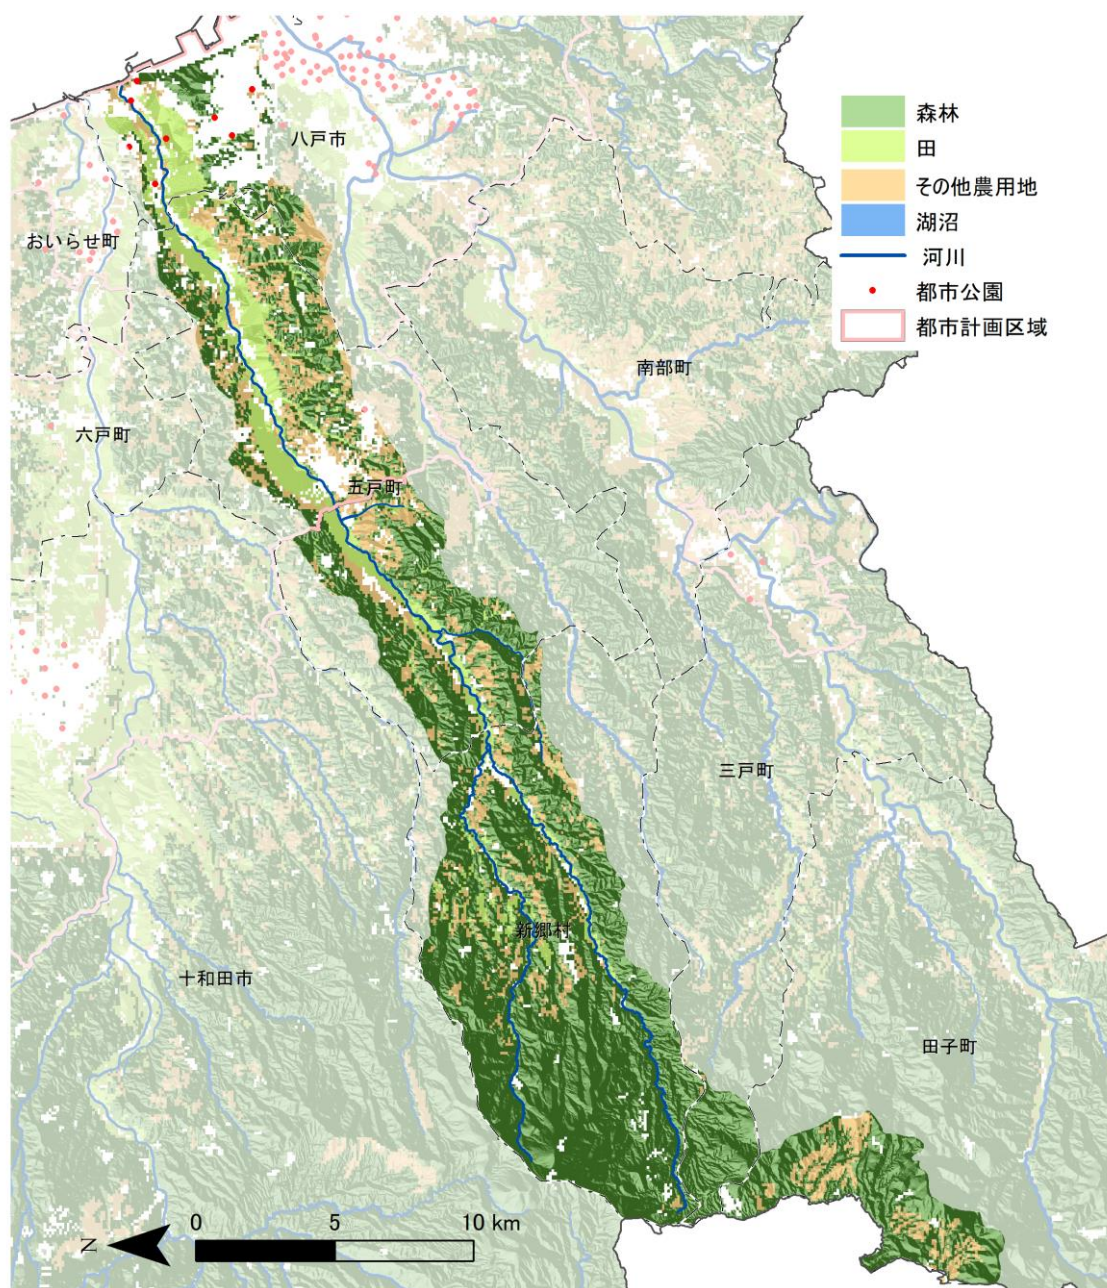 森林
田
八戸市
その他農用地
湖沼
おいらせ町
河川
都市公園
都市計画区域
南部町
六戸町
五戸町
三戸町
新郷村
十和田市
田子町
0 5 10 km
N